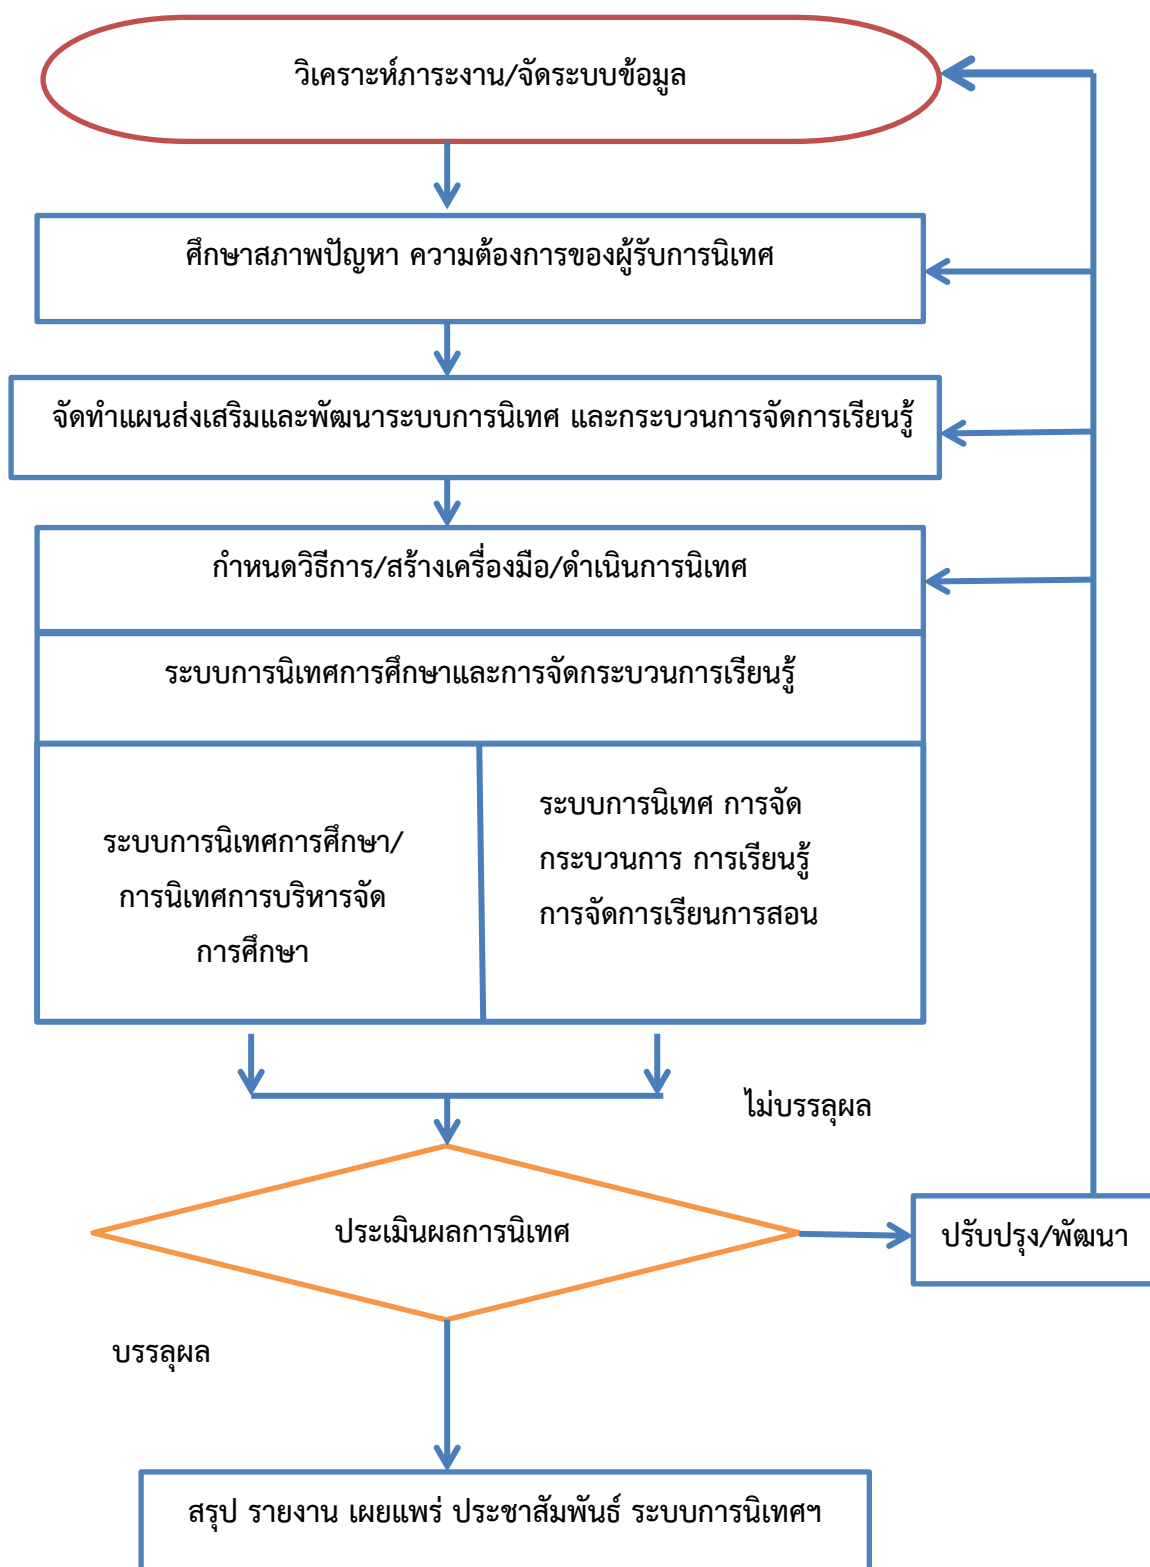 วิเคราะห์ภาระงาน/จัดระบบข้อมูล
ศึกษาสภาพปัญหา ความต้องการของผู้รับการนิเทศ
จัดทำแผนส่งเสริมและพัฒนาระบบการนิเทศ และกระบวนการจัดการเรียนรู้
กำหนดวิธีการ/สร้างเครื่องมือ/ดำเนินการนิเทศ
ระบบการนิเทศการศึกษาและการจัดกระบวนการเรียนรู้
ระบบการนิเทศการศึกษา/
การนิเทศการบริหารจัด
การศึกษา
ระบบการนิเทศ การจัด
กระบวนการ การเรียนรู้
การจัดการเรียนการสอน
ไม่บรรลุผล
ประเมินผลการนิเทศ
ปรับปรุง/พัฒนา
บรรลุผล
สรุป รายงาน เผยแพร่ ประชาสัมพันธ์ ระบบการนิเทศฯ